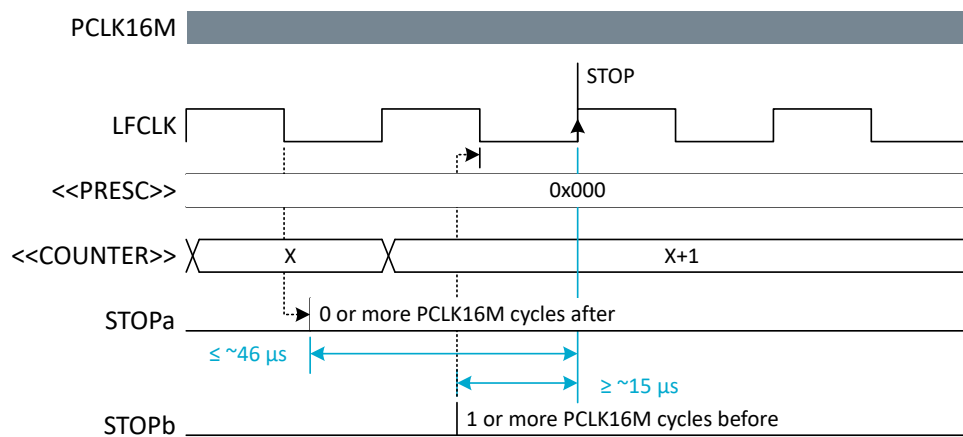 PCLK16M
STOP
LFCLK
<<PRESC>>
0x000
<<COUNTER>>
X
X+1
STOPa
0 or more PCLK16M cycles after
≤ ~46 µs
≥ ~15 µs
STOPb
1 or more PCLK16M cycles before